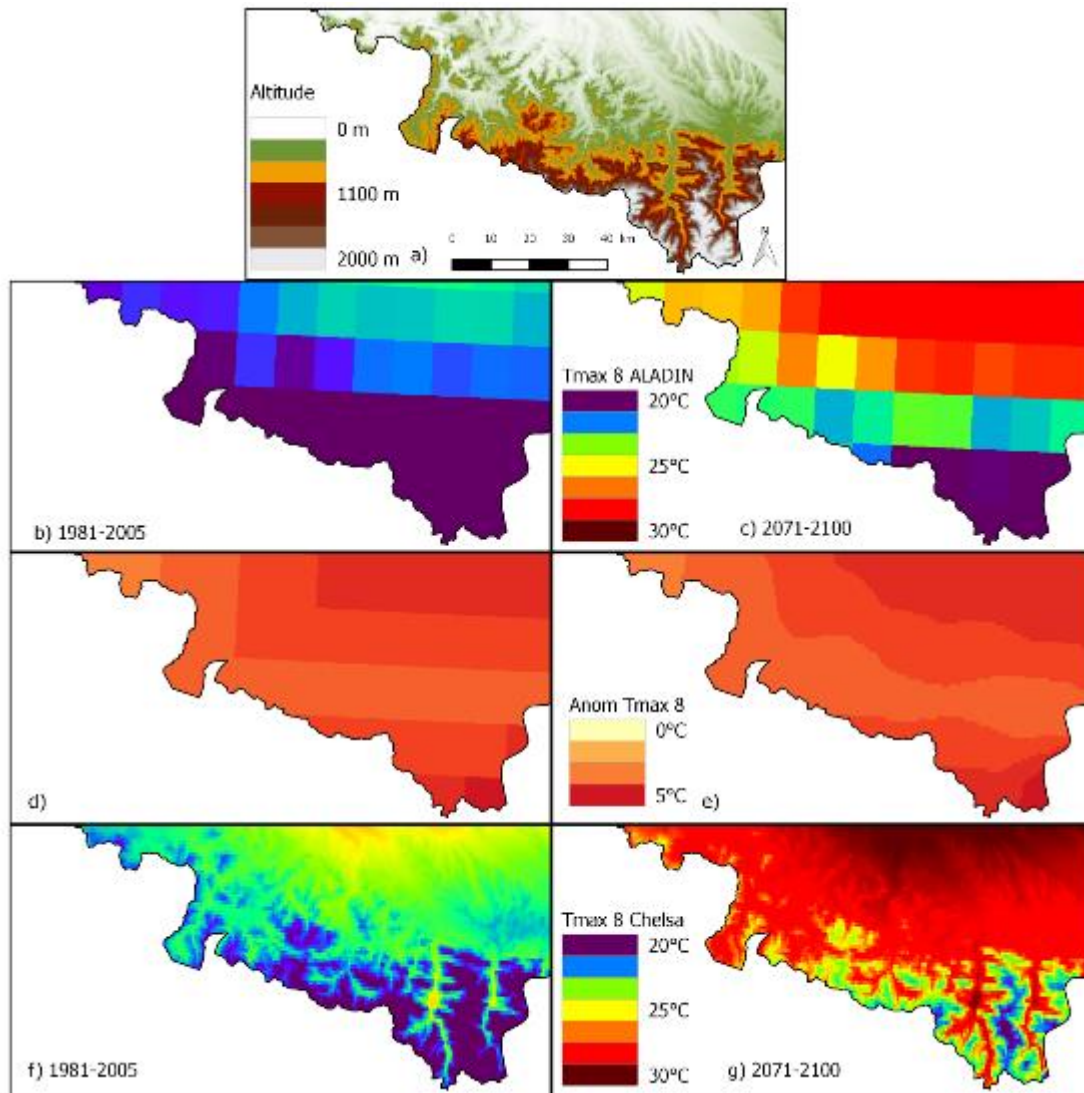 Altitude
0 m
1100 m
2000 m
a)
0 10 20 30 40 km
N
b) 1981-2005
Tmax 8 ALADIN
20°C
25°C
30°C
c) 2071-2100
d)
Anom Tmax 8
0°C
5°C
e)
f) 1981-2005
Tmax 8 Chelsa
20°C
25°C
30°C
g) 2071-2100